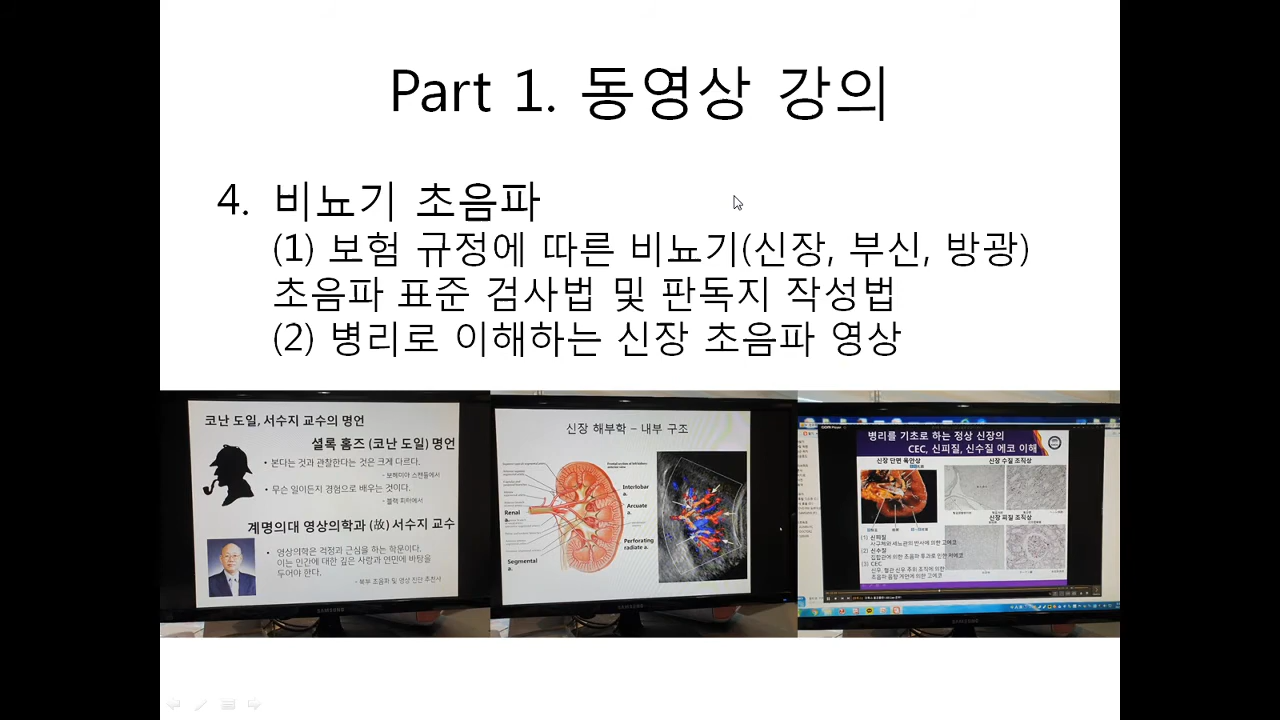 Part 1. 동영상 강의
4. 비뇨기 초음파
(1) 보험 규정에 따른 비뇨기(신장, 부신, 방광)
초음파 표준 검사법 및 판독지 작성법
(2) 병리로 이해하는 신장 초음파 영상
코난 도일, 서수지 교수의 명언
셜록 홈즈 (코난 도일) 명언
• 본다는 것과 관찰한다는 것은 크게 다르다.
- 보헤미아 스캔들에서
• 무슨 일이든지 경험으로 배우는 것이다.
- 블랙 피터에서
계명의대 영상의학과 (故) 서수지 교수
• 영상의학은 걱정과 근심을 하는 학문이다.
이는 인간에 대한 깊은 사랑과 연민에 바탕을
두어야 한다.
- 복부 초음파 및 영상 진단 추천사
SAMSUNG
신장 해부학 – 내부 구조
Interlobar
a.
Arcuate
a.
Renal
a.
Perforating
radiate a.
Segmental
a.
SAMSUNG
병리를 기초로 하는 정상 신장의
CEC, 신피질, 신수질 에코 이해
신장 단면 육안상
신장 수질 조직상
신장 피질 조직상
(1) 신피질
(2) 신수질
(3) CEC
SAMSUNG